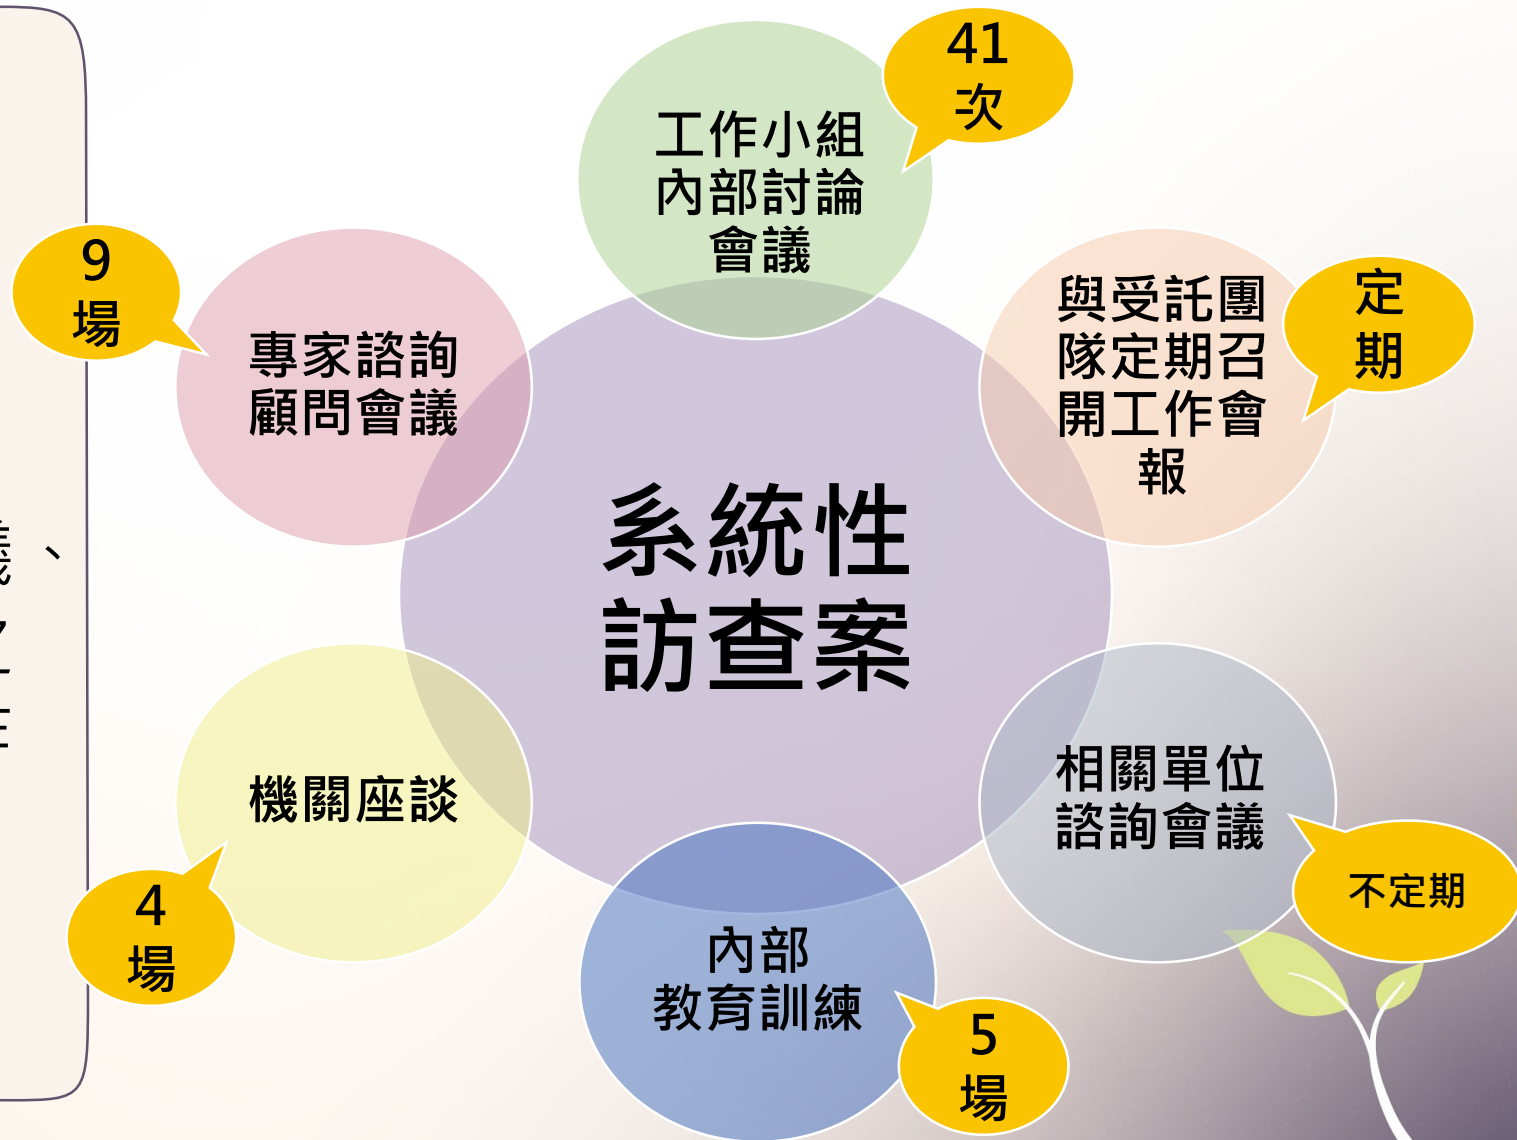 41
次
工作小組
內部討論
會議
9
場
專家諮詢
顧問會議
與受託團
隊定期召
開工作會
報
定
期
系統性
訪查案
機關座談
4
場
相關單位
諮詢會議
不定期
內部
教育訓練
5
場
、